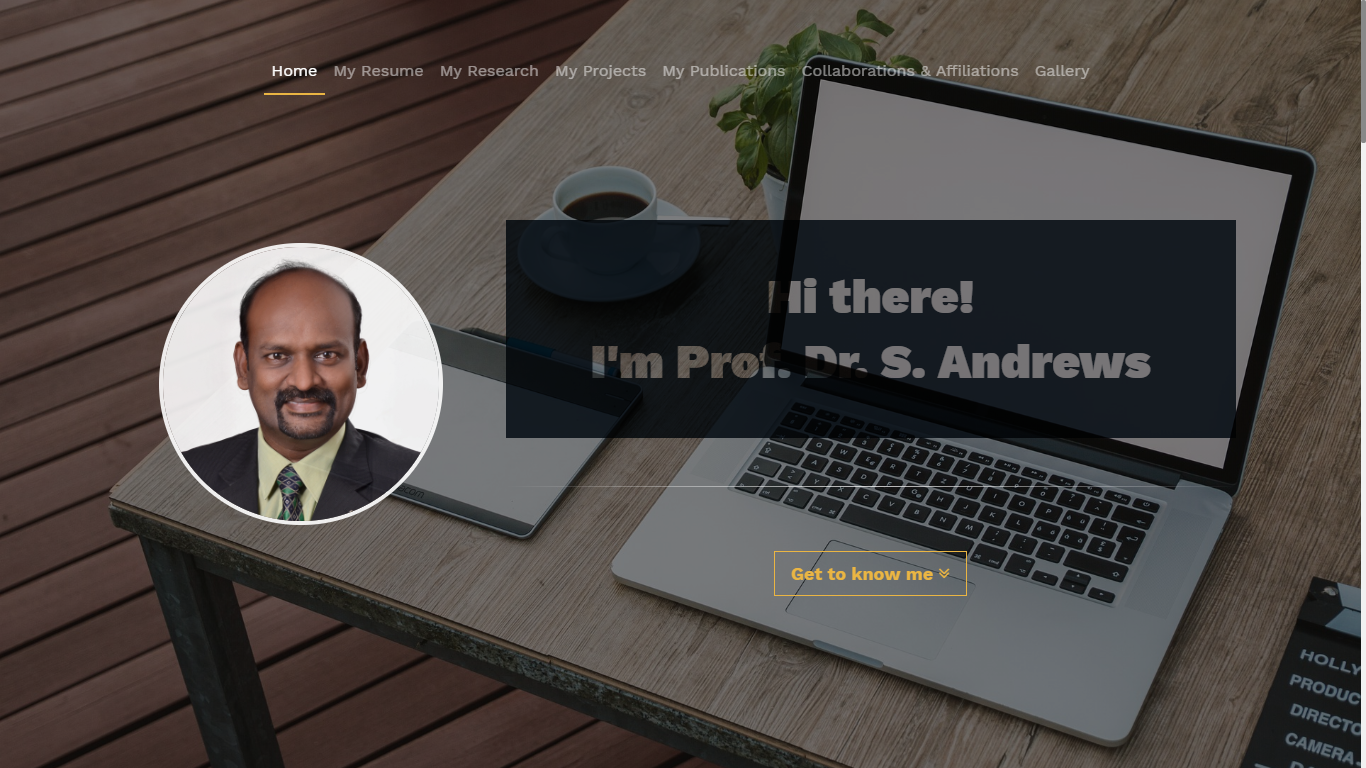 Home My Resume My Research My Projects My Publications Collaborations & Affiliations Gallery
Hi there!
I'm Prof. Dr. S. Andrews
Get to know me
.com
HOLLY
PRODUC
DIRECTO
CAMERA